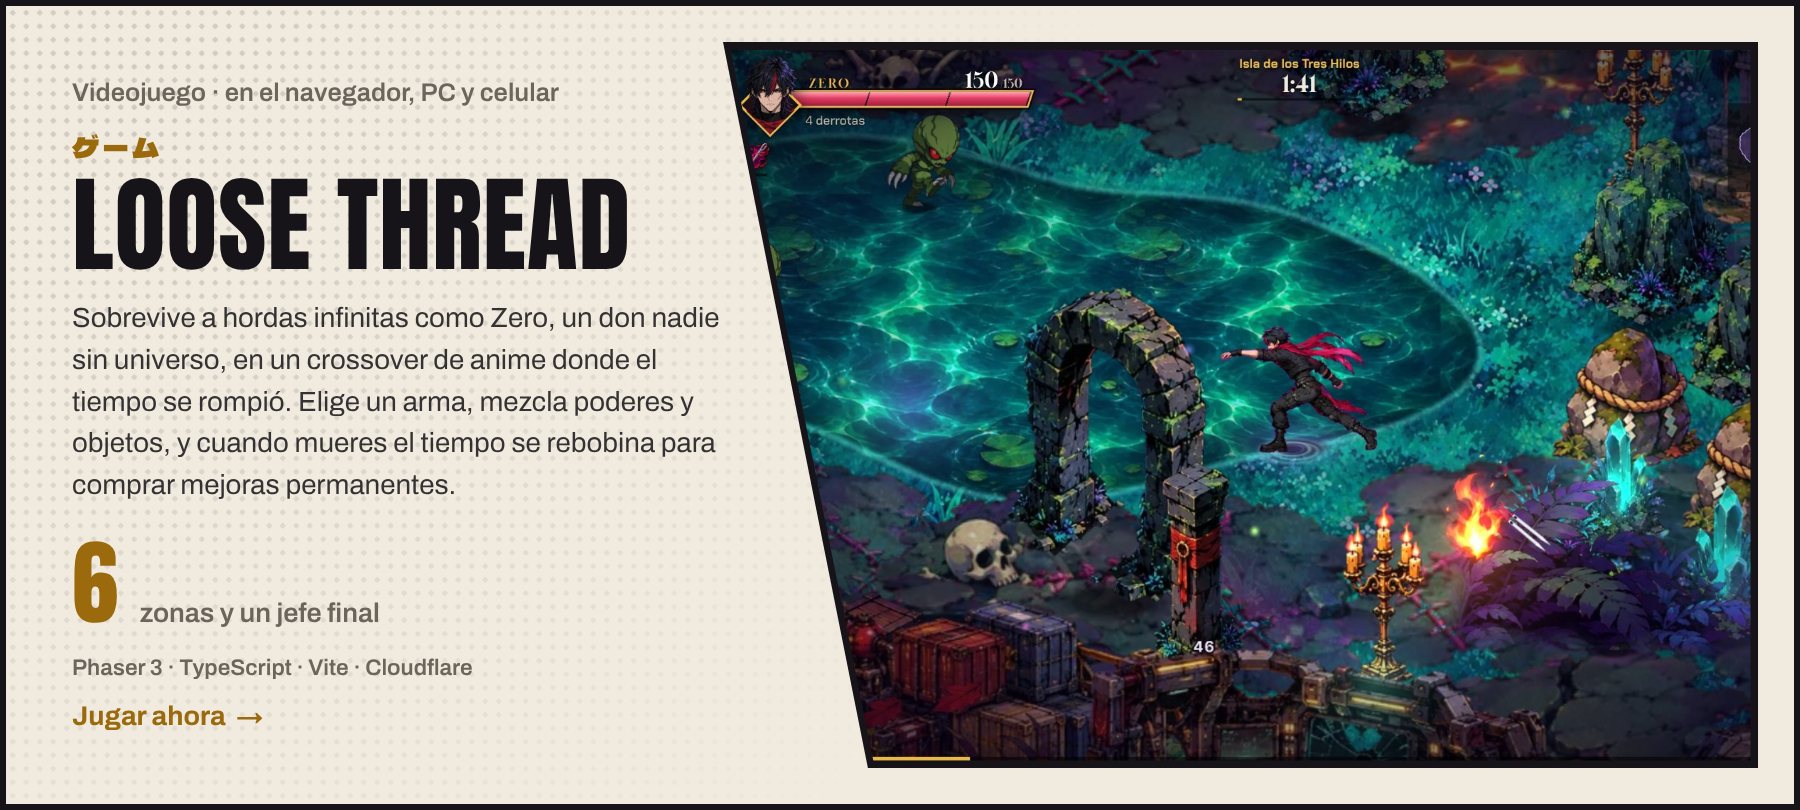 Videojuego · en el navegador, PC y celular
ゲーム
LOOSE THREAD
Sobrevive a hordas infinitas como Zero, un don nadie
sin universo, en un crossover de anime donde el
tiempo se rompió. Elige un arma, mezcla poderes y
objetos, y cuando mueres el tiempo se rebobina para
comprar mejoras permanentes.
6 zonas y un jefe final
Phaser 3 · TypeScript · Vite · Cloudflare
Jugar ahora →
ZERO 150/150
4 derrotas
Isla de los Tres Hilos
1:41
46